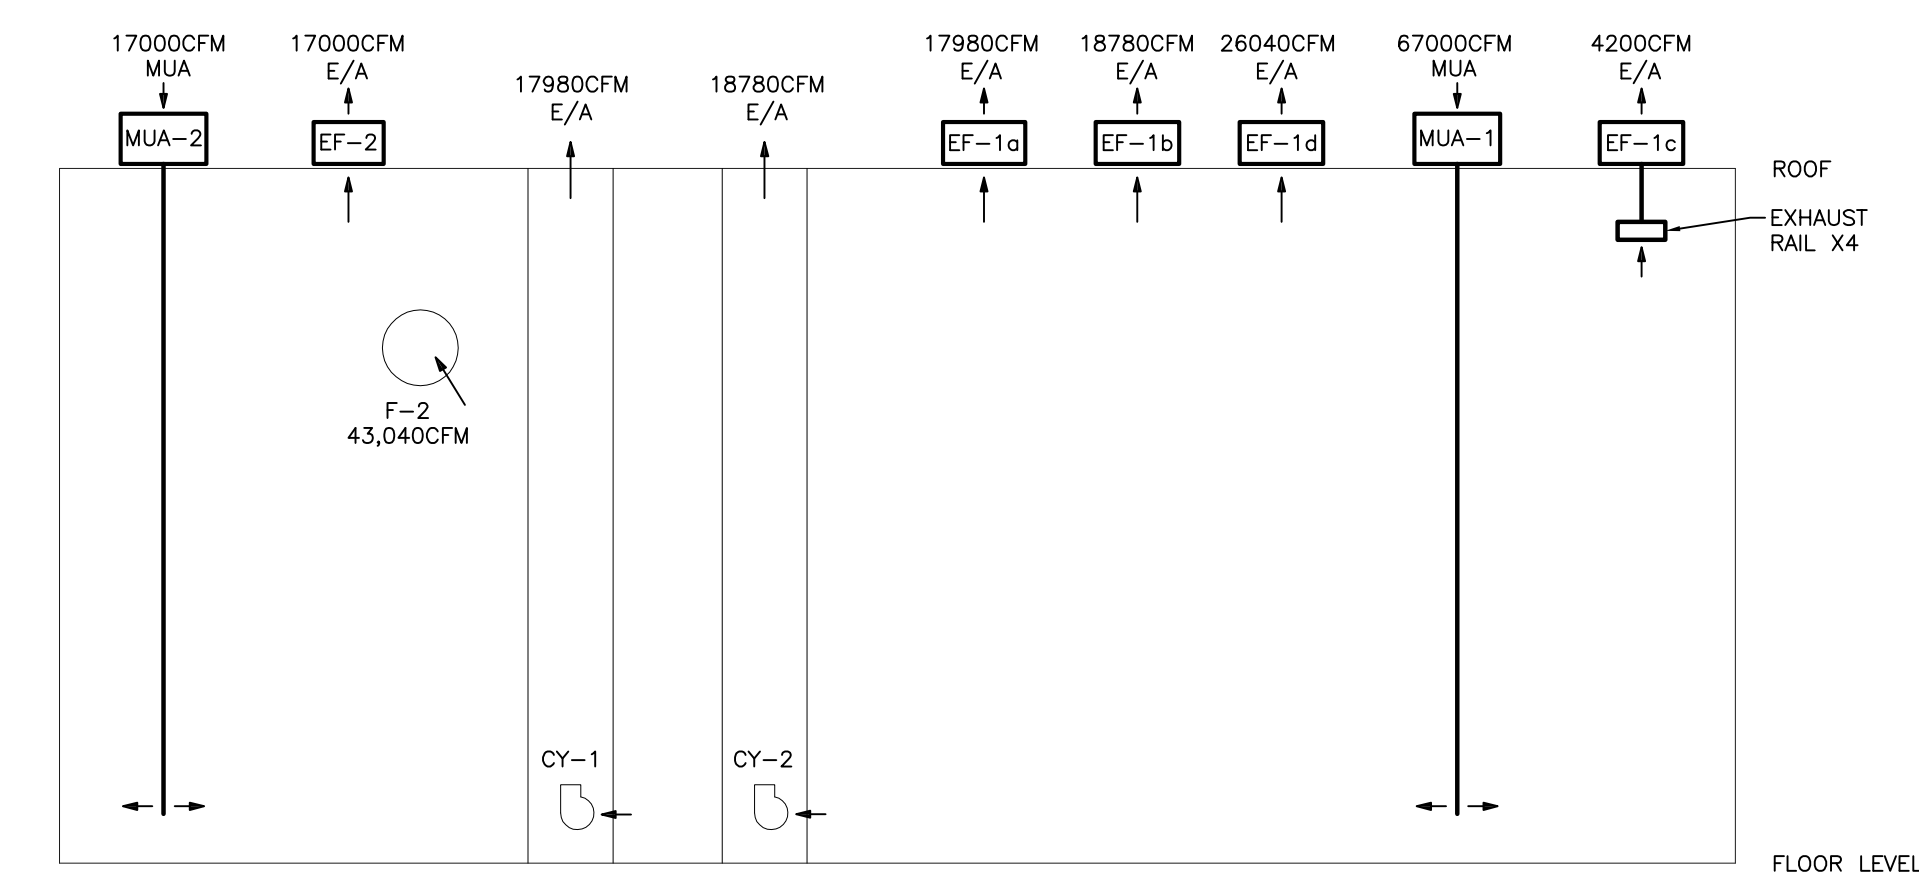 17000CFM
MUA
MUA-2
17000CFM
E/A
EF-2
17980CFM
E/A
18780CFM
E/A
17980CFM
E/A
EF-1a
18780CFM
E/A
EF-1b
26040CFM
E/A
EF-1d
67000CFM
MUA
MUA-1
4200CFM
E/A
EF-1c
ROOF
EXHAUST
RAIL X4
F-2
43,040CFM
CY-1
CY-2
FLOOR LEVEL